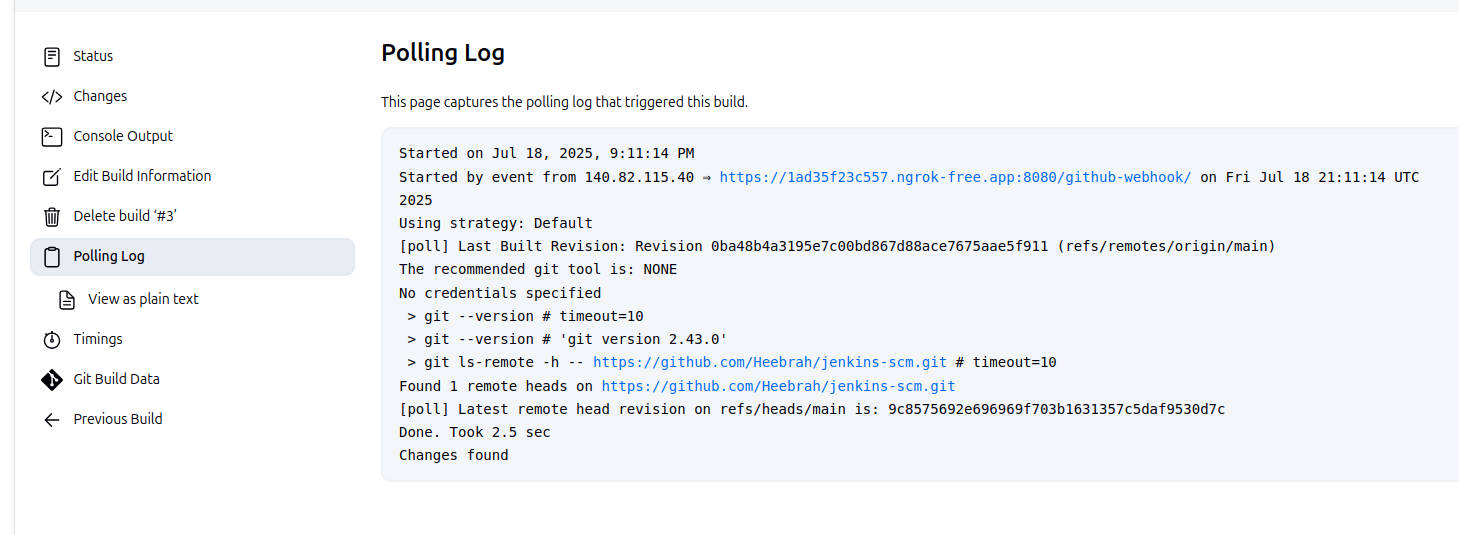 Status
Changes
Console Output
Edit Build Information
Delete build ‘#3’
Polling Log
View as plain text
Timings
Git Build Data
Previous Build
Polling Log
This page captures the polling log that triggered this build.
Started on Jul 18, 2025, 9:11:14 PM
Started by event from 140.82.115.40 ⇒ https://1ad35f23c557.ngrok-free.app:8080/github-webhook/ on Fri Jul 18 21:11:14 UTC
2025
Using strategy: Default
[poll] Last Built Revision: Revision 0ba48b4a3195e7c00bd867d88ace7675aae5f911 (refs/remotes/origin/main)
The recommended git tool is: NONE
No credentials specified
 > git --version # timeout=10
 > git --version # 'git version 2.43.0'
 > git ls-remote -h -- https://github.com/Heebrah/jenkins-scm.git # timeout=10
Found 1 remote heads on https://github.com/Heebrah/jenkins-scm.git
[poll] Latest remote head revision on refs/heads/main is: 9c8575692e696969f703b1631357c5daf9530d7c
Done. Took 2.5 sec
Changes found